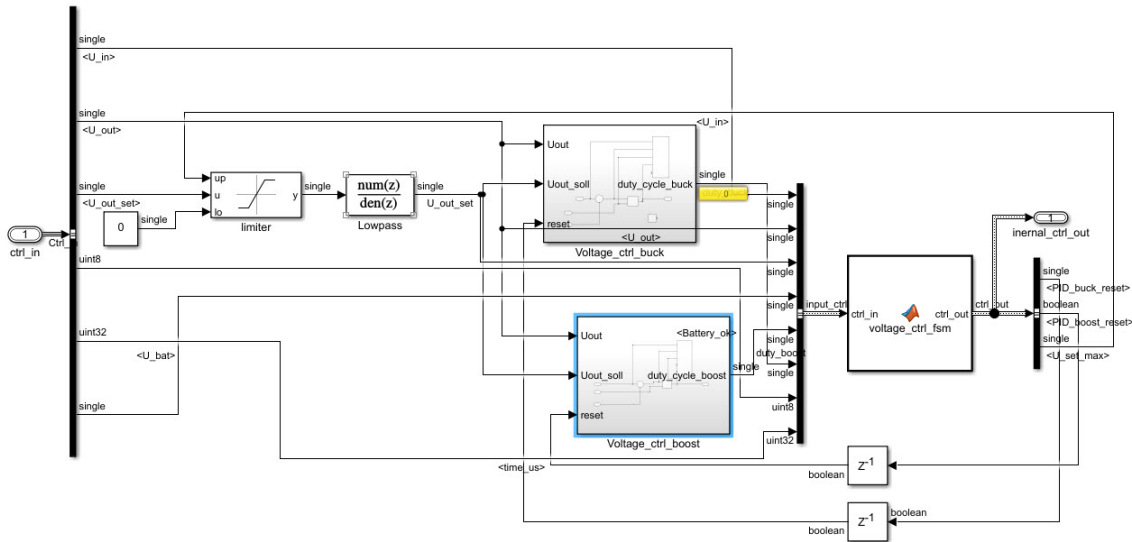 single
<U_in>
single
<U_out>
<U_in>
Uout
up
single
u
y
single
num(z)
den(z)
single
Uout_soll
duty_cycle_buck
single
0
single
<U_out_set>
lo
U_out_set
0
single
limiter
Lowpass
reset
<U_out>
single
1
ctrl_in
Voltage_ctrl_buck
1
inernal_ctrl_out
uint8
single
single
<PID_buck_reset>
single
input_ctrl
ctrl_in
ctrl_out
voltage_ctrl_fsm
boolean
<PID_boost_reset>
uint32
<U_bat>
Uout
<Battery_ok>
single
single
<U_set_max>
Uout_soll
duty_cycle_boost
single
duty_boost
single
single
uint8
reset
uint32
Voltage_ctrl_boost
<time_us>
boolean
Z-1
boolean
Z-1
boolean